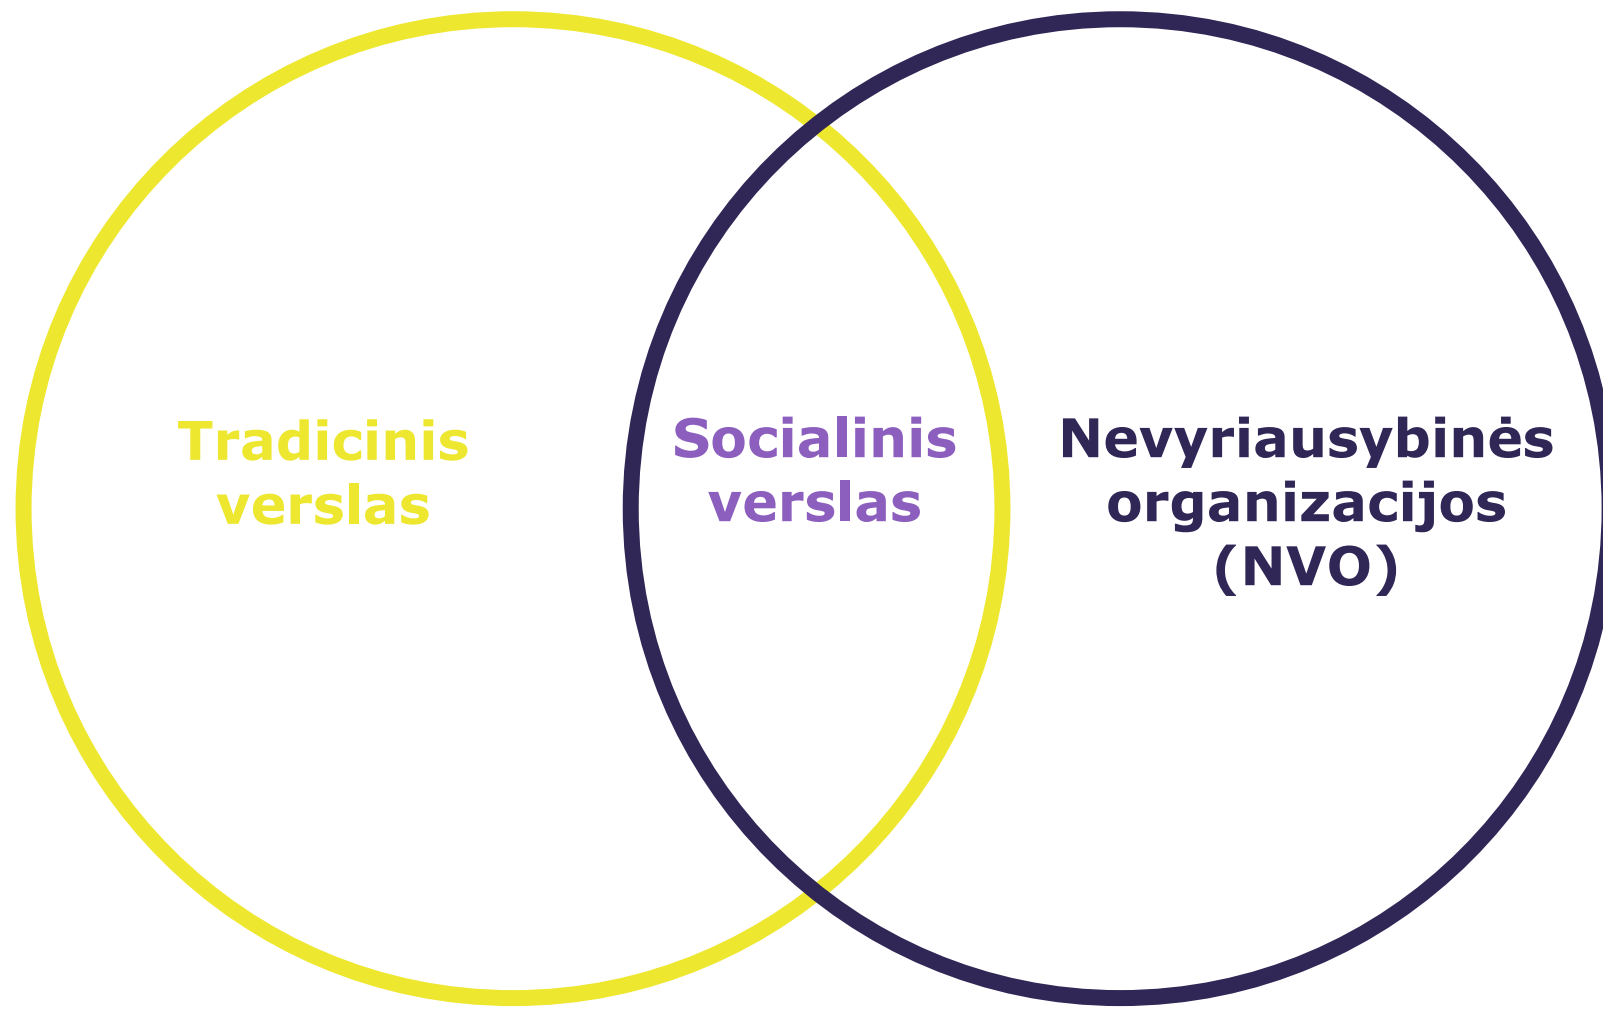 Tradicinis
verslas
Socialinis
verslas
Nevyriausybinės
organizacijos
(NVO)